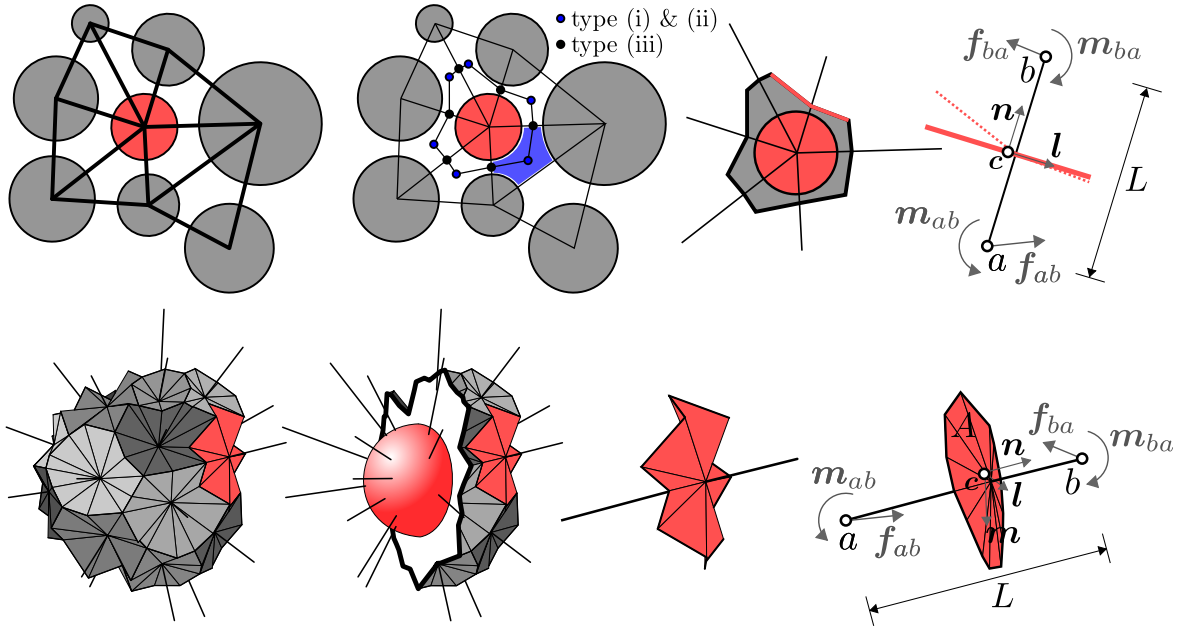 type (i) & (ii)
type (iii)
f_ba
m_ba
b
n
l
c
L
m_ab
a
f_ab
A
f_ba
m_ba
n
m_ab
c
l
b
m
a
f_ab
L